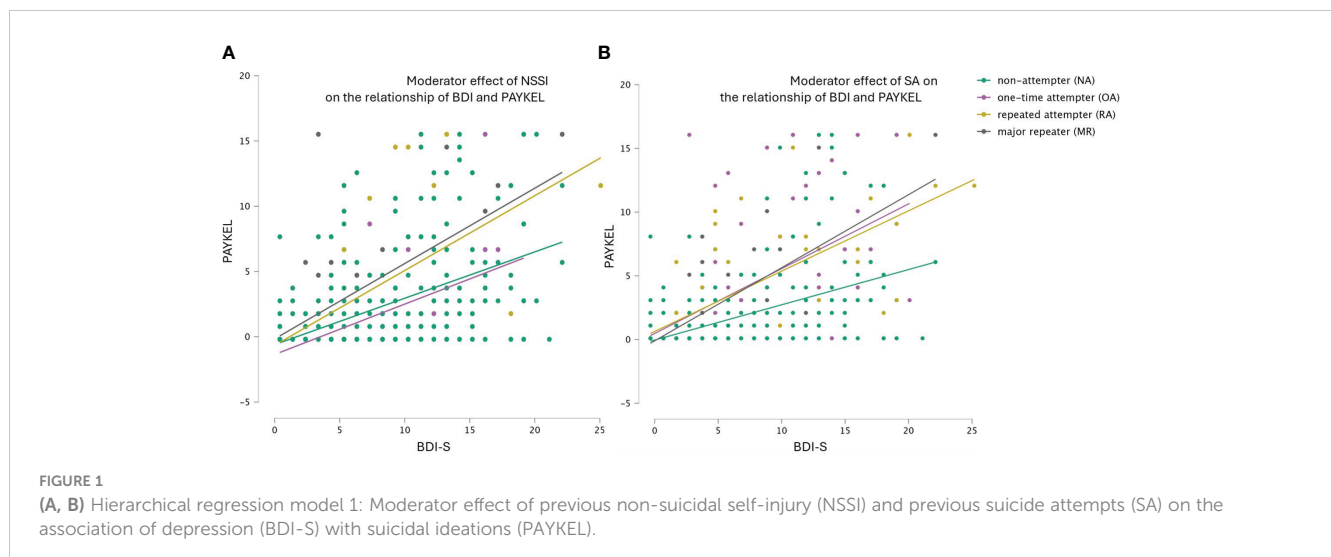 A
Moderator effect of NSSI
on the relationship of BDI and PAYKEL
20
15
10
5
0
-5
PAYKEL
0 5 10 15 20 25
BDI-S
B
Moderator effect of SA on
the relationship of BDI and PAYKEL
20
15
10
5
0
-5
PAYKEL
0 5 10 15 20 25
BDI-S
non-attempter (NA)
one-time attempter (OA)
repeated attempter (RA)
major repeater (MR)
FIGURE 1
(A, B) Hierarchical regression model 1: Moderator effect of previous non-suicidal self-injury (NSSI) and previous suicide attempts (SA) on the
association of depression (BDI-S) with suicidal ideations (PAYKEL).